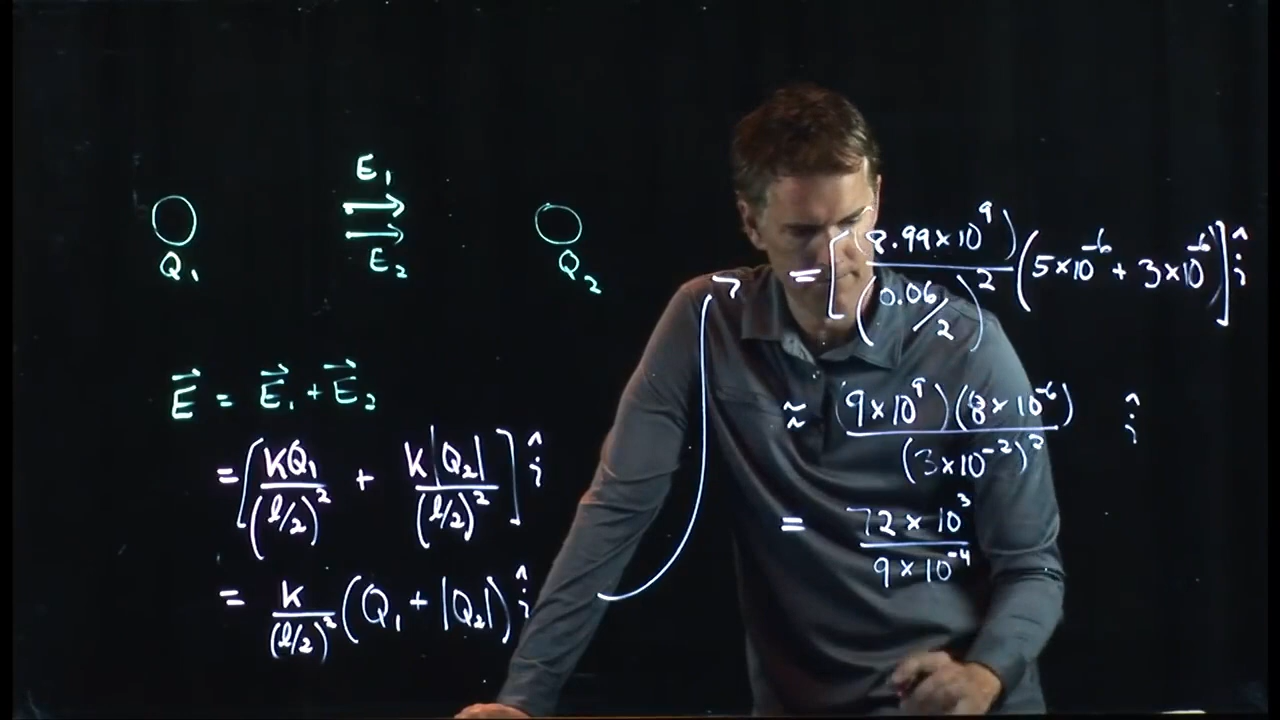 E₁
E₂
Q₁
Q₂
E⃗ = E⃗₁ + E⃗₂
= [ kQ₁/(l/2)² + k|Q₂|/(l/2)² ] î
= k/(l/2)² (Q₁ + |Q₂|) î
= [ (8.99×10⁹)/(0.06/2)² (5×10⁻⁶ + 3×10⁻⁶) ] î
≈ (9×10⁹)(8×10⁻⁶)/(3×10⁻²)² î
= 72×10³/9×10⁻⁴